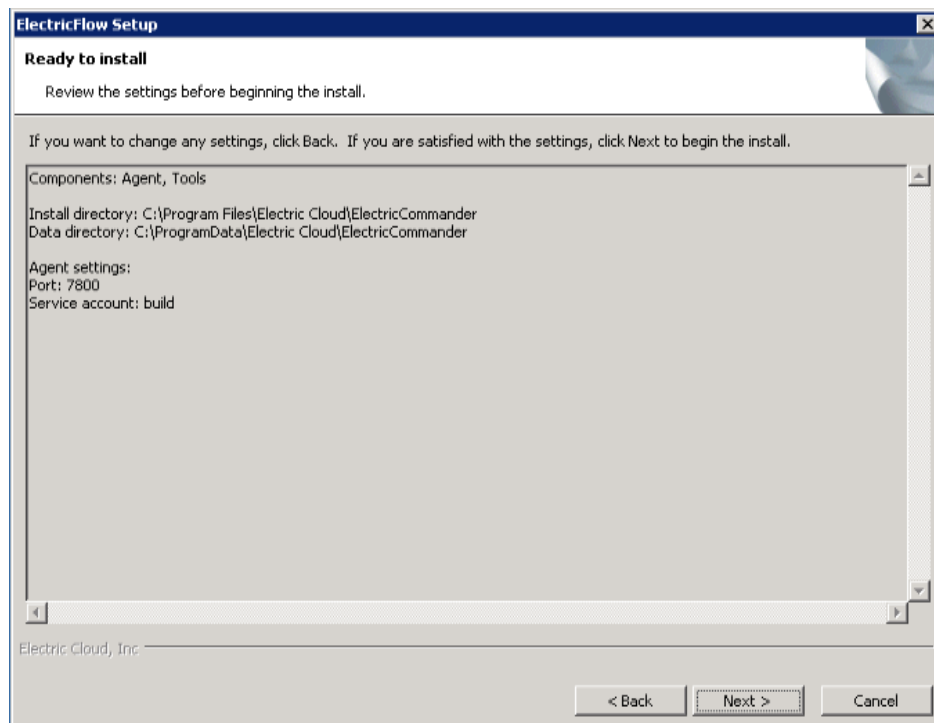 ElectricFlow Setup
Ready to install
Review the settings before beginning the install.
If you want to change any settings, click Back.  If you are satisfied with the settings, click Next to begin the install.
Components: Agent, Tools
Install directory: C:\Program Files\Electric Cloud\ElectricCommander
Data directory: C:\ProgramData\Electric Cloud\ElectricCommander
Agent settings:
Port: 7800
Service account: build
Electric Cloud, Inc
< Back
Next >
Cancel